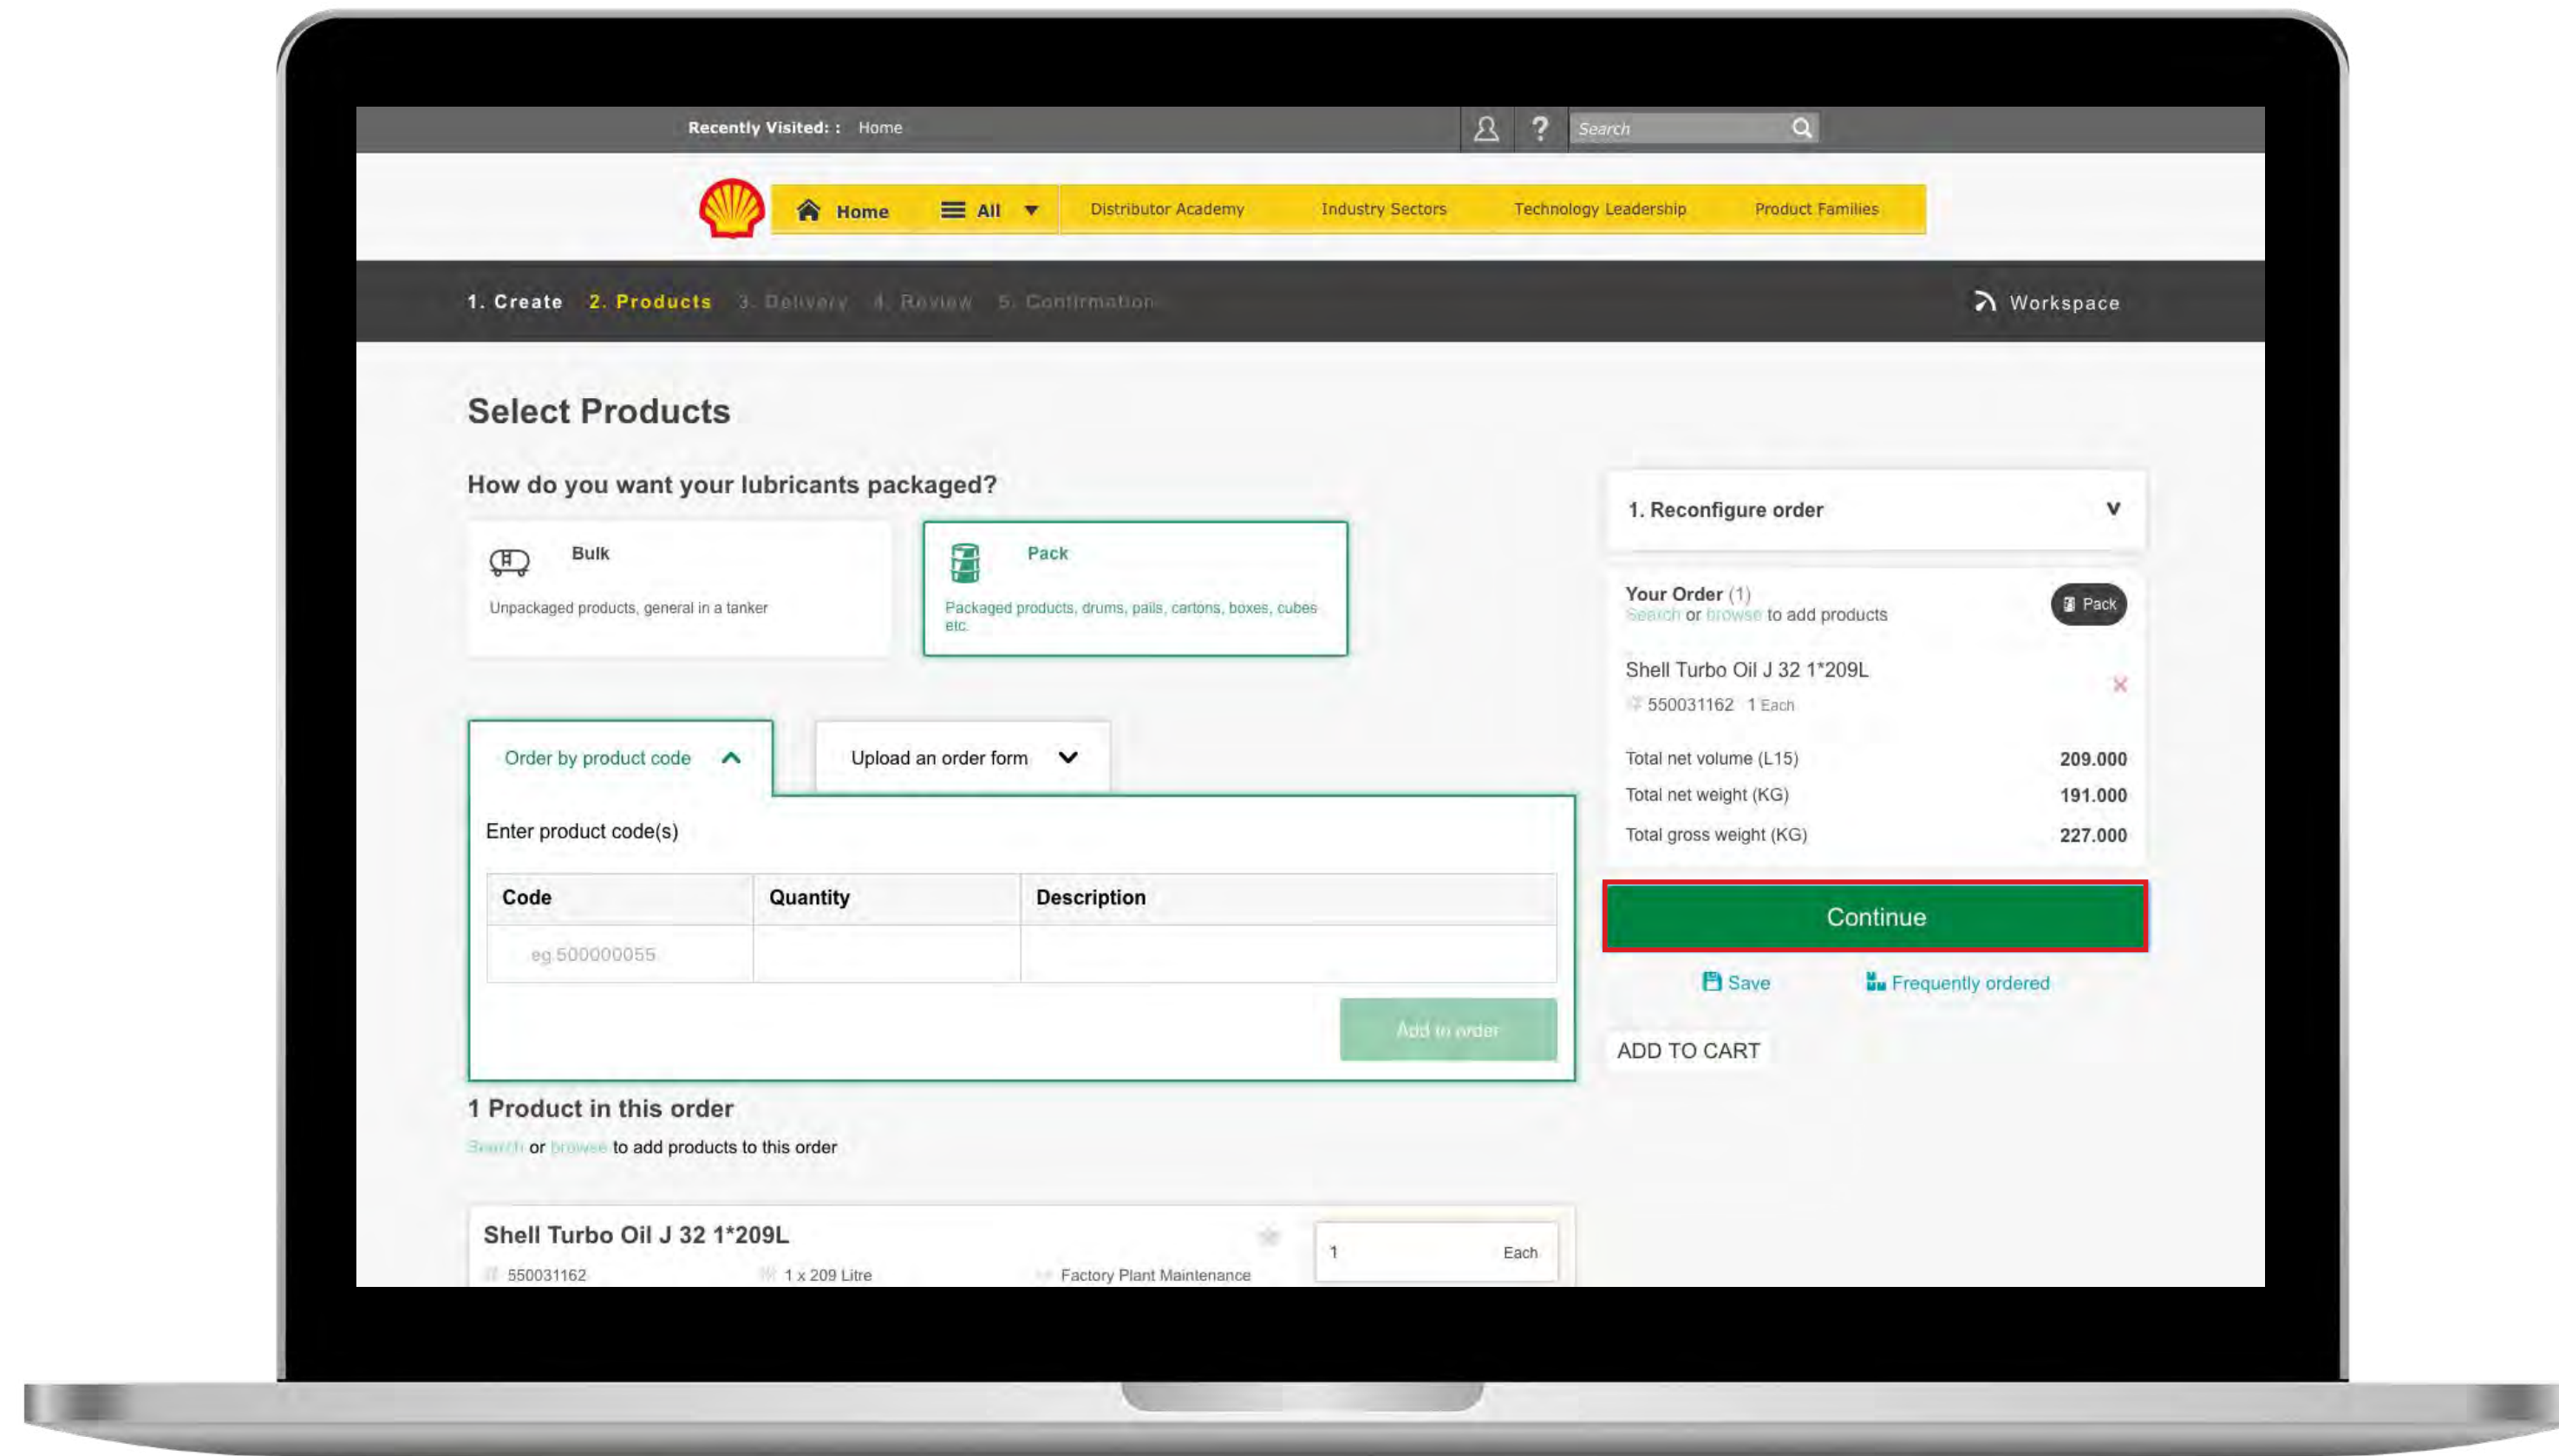 Recently Visited: : Home
? Search
Home All Distributor Academy Industry Sectors Technology Leadership Product Families
1. Create 2. Products 3. Delivery 4. Review 5. Confirmation
Workspace
Select Products
How do you want your lubricants packaged?
Bulk
Unpackaged products, general in a tanker
Pack
Packaged products, drums, pails, cartons, boxes, cubes
etc.
Order by product code
Upload an order form
Enter product code(s)
Code Quantity Description
eg.500000055
Add to order
1 Product in this order
Search or browse to add products to this order
Shell Turbo Oil J 32 1*209L
1 Each
550031162 1 x 209 Litre Factory Plant Maintenance
1. Reconfigure order
Your Order (1)
Search or browse to add products
Pack
Shell Turbo Oil J 32 1*209L
550031162 1 Each
Total net volume (L15) 209.000
Total net weight (KG) 191.000
Total gross weight (KG) 227.000
Continue
Save Frequently ordered
ADD TO CART